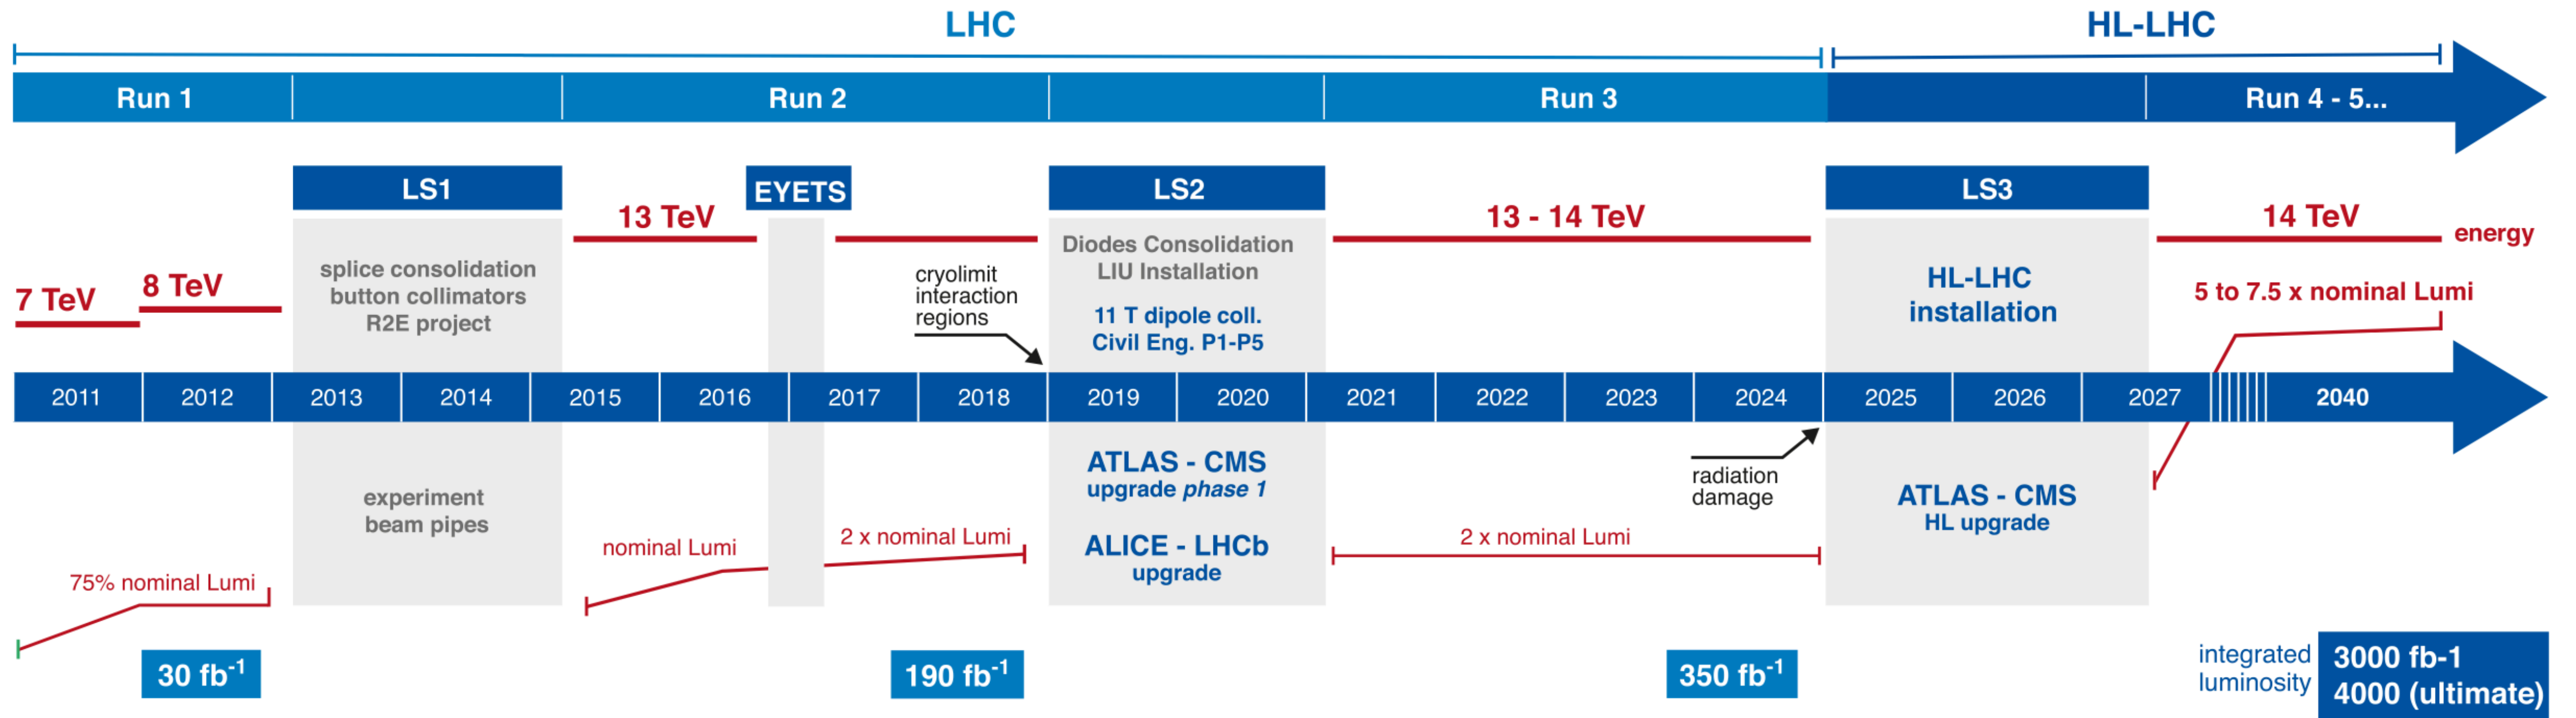 LHC
HL-LHC
Run 1
Run 2
Run 3
Run 4 - 5...
LS1
EYETS
LS2
LS3
13 TeV
13 - 14 TeV
14 TeV
energy
7 TeV
8 TeV
splice consolidation
button collimators
R2E project
cryolimit
interaction
regions
Diodes Consolidation
LIU Installation
11 T dipole coll.
Civil Eng. P1-P5
HL-LHC
installation
5 to 7.5 x nominal Lumi
2011
2012
2013
2014
2015
2016
2017
2018
2019
2020
2021
2022
2023
2024
2025
2026
2027
2040
experiment
beam pipes
ATLAS - CMS
upgrade phase 1
ALICE - LHCb
upgrade
radiation
damage
ATLAS - CMS
HL upgrade
75% nominal Lumi
nominal Lumi
2 x nominal Lumi
2 x nominal Lumi
30 fb-1
190 fb-1
350 fb-1
integrated
luminosity
3000 fb-1
4000 (ultimate)